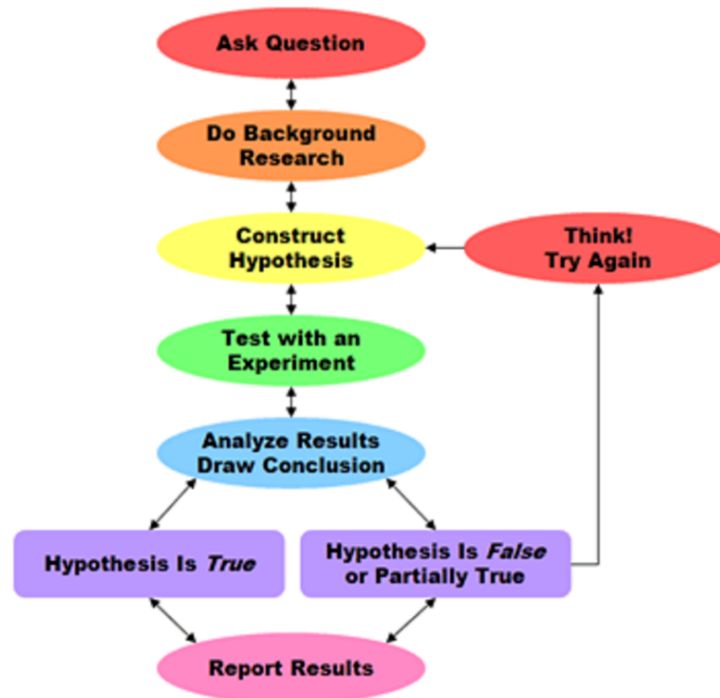 Ask Question
Do Background
Research
Construct
Hypothesis
Think!
Try Again
Test with an
Experiment
Analyze Results
Draw Conclusion
Hypothesis Is True
Hypothesis Is False
or Partially True
Report Results